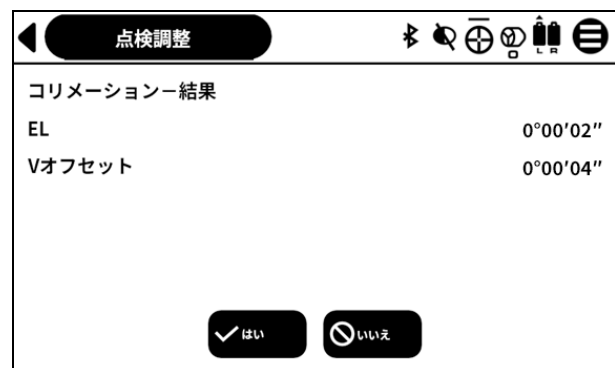 点検調整
L R
コリメーション－結果
EL 0°00'02"
Vオフセット 0°00'04"
はい いいえ